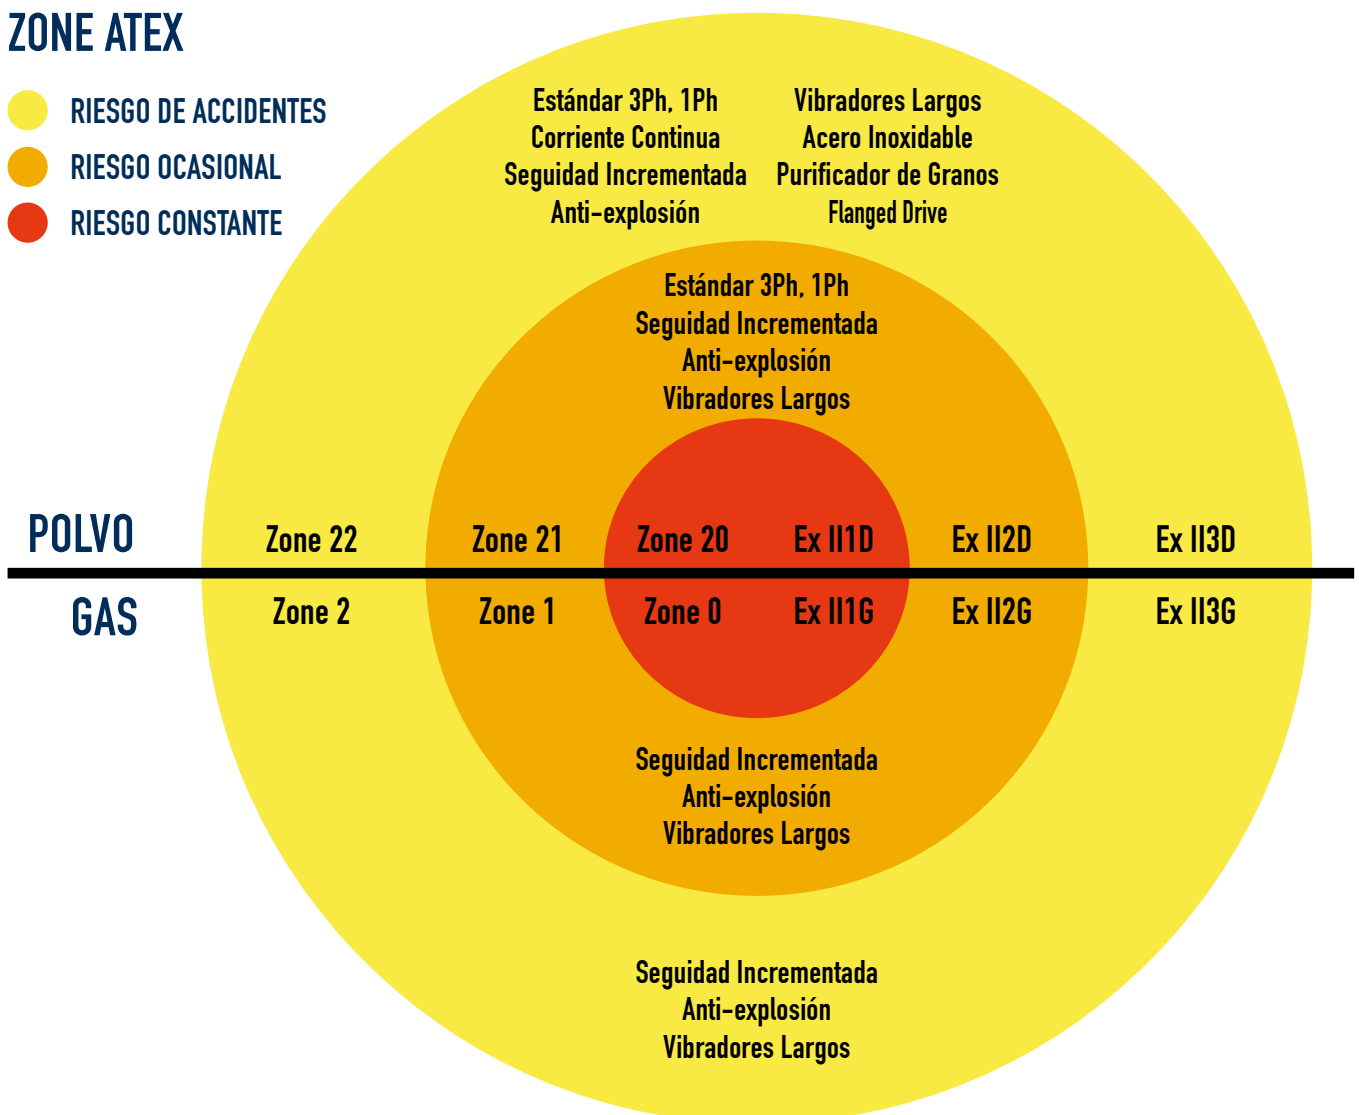 ZONE ATEX
RIESGO DE ACCIDENTES
RIESGO OCASIONAL
RIESGO CONSTANTE
Estándar 3Ph, 1Ph
Corriente Continua
Seguidad Incrementada
Anti-explosión
Vibradores Largos
Acero Inoxidable
Purificador de Granos
Flanged Drive
Estándar 3Ph, 1Ph
Seguidad Incrementada
Anti-explosión
Vibradores Largos
POLVO Zone 22 Zone 21 Zone 20 Ex II1D Ex II2D Ex II3D
GAS Zone 2 Zone 1 Zone 0 Ex II1G Ex II2G Ex II3G
Seguidad Incrementada
Anti-explosión
Vibradores Largos
Seguidad Incrementada
Anti-explosión
Vibradores Largos